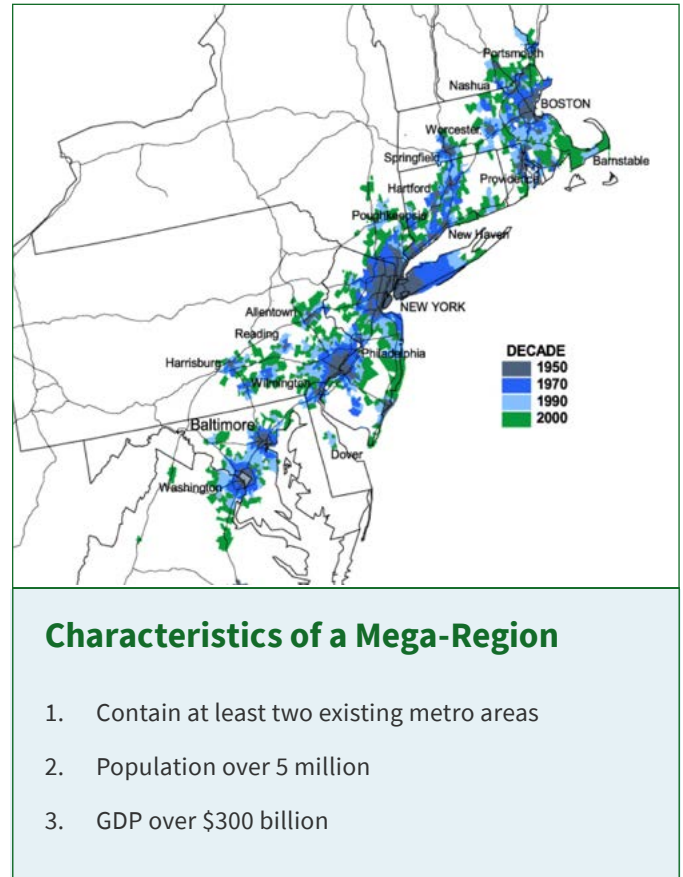 Portsmouth
Nashua
BOSTON
Worcester
Springfield
Barnstable
Providence
Hartford
Poughkeepsie
New Haven
NEW YORK
Allentown
Reading
Philadelphia
Harrisburg
Wilmington
DECADE
1950
1970
1990
2000
Baltimore
Dover
Washington
Characteristics of a Mega-Region
1. Contain at least two existing metro areas
2. Population over 5 million
3. GDP over $300 billion